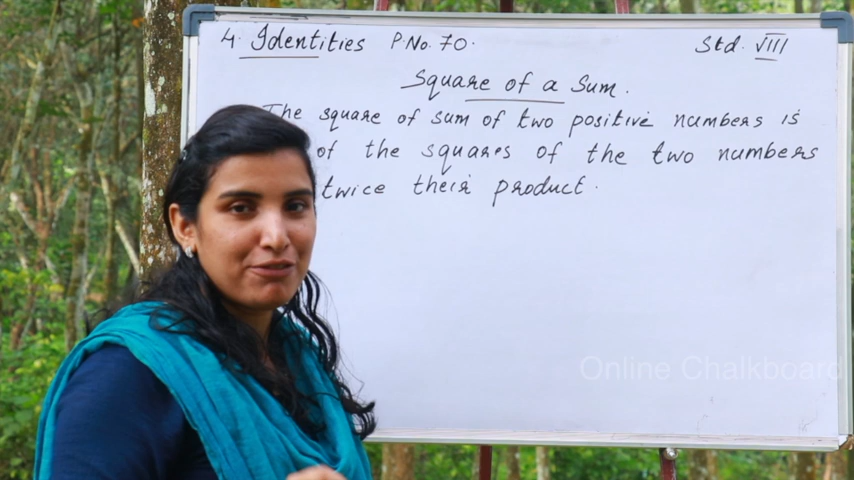 4. Identities P.No. 70.
Std. VIII
Square of a Sum.
The square of sum of two positive numbers is
of the squares of the two numbers
twice their product.
Online Chalkboard